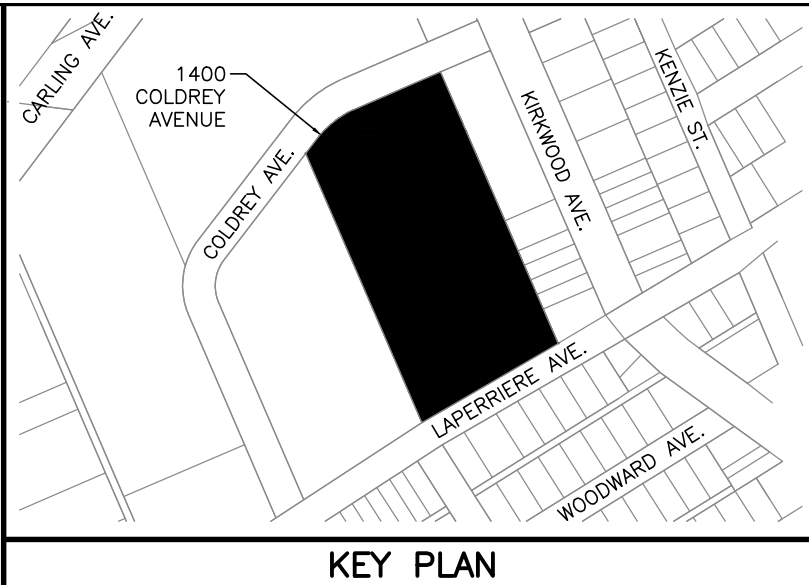 CARLING AVE.
1400
COLDREY
AVENUE
COLDREY AVE.
KIRKWOOD AVE.
KENZIE ST.
LAPERRIERE AVE.
WOODWARD AVE.
KEY PLAN